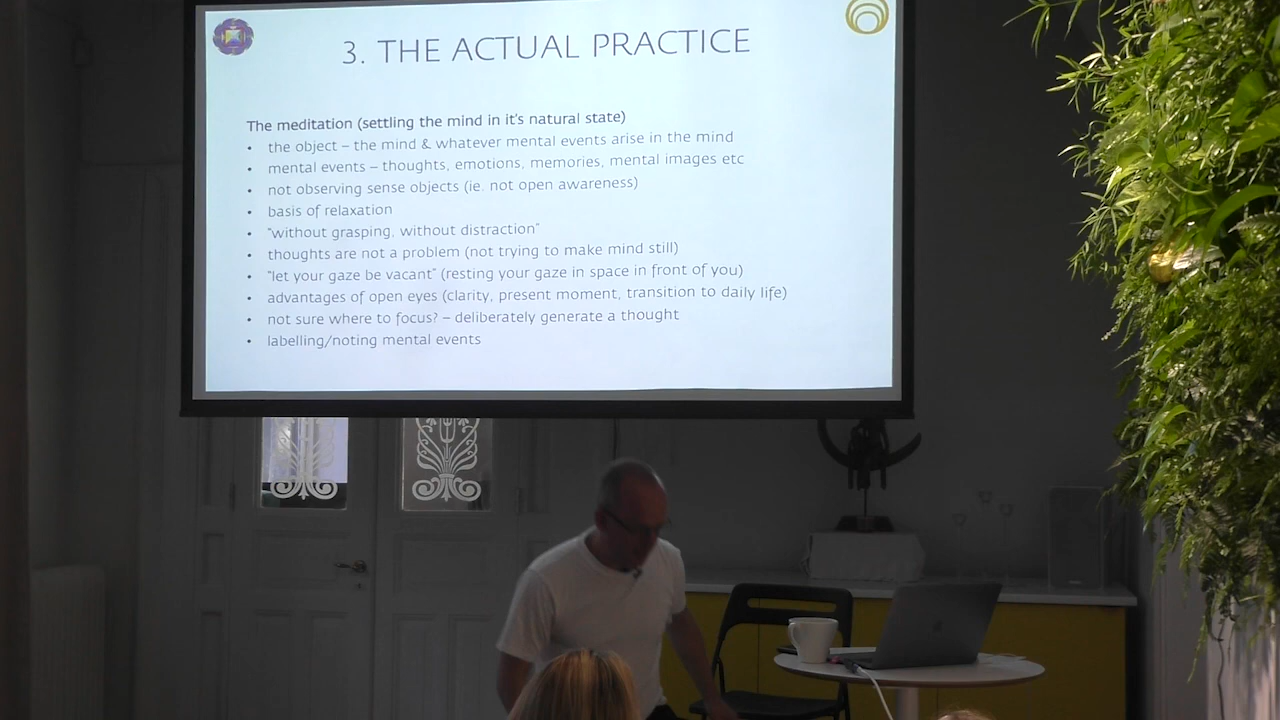 3. THE ACTUAL PRACTICE
The meditation (settling the mind in it's natural state)
• the object – the mind & whatever mental events arise in the mind
• mental events – thoughts, emotions, memories, mental images etc
• not observing sense objects (ie. not open awareness)
• basis of relaxation
• "without grasping, without distraction"
• thoughts are not a problem (not trying to make mind still)
• "let your gaze be vacant" (resting your gaze in space in front of you)
• advantages of open eyes (clarity, present moment, transition to daily life)
• not sure where to focus? – deliberately generate a thought
• labelling/noting mental events